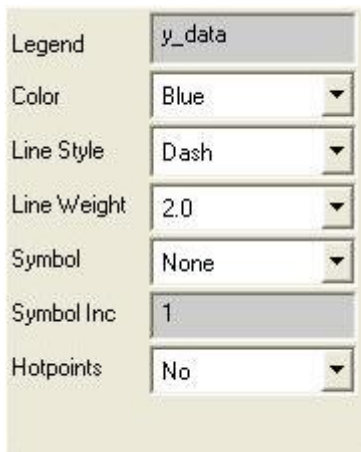 Legend y_data
Color Blue
Line Style Dash
Line Weight 2.0
Symbol None
Symbol Inc 1
Hotpoints No